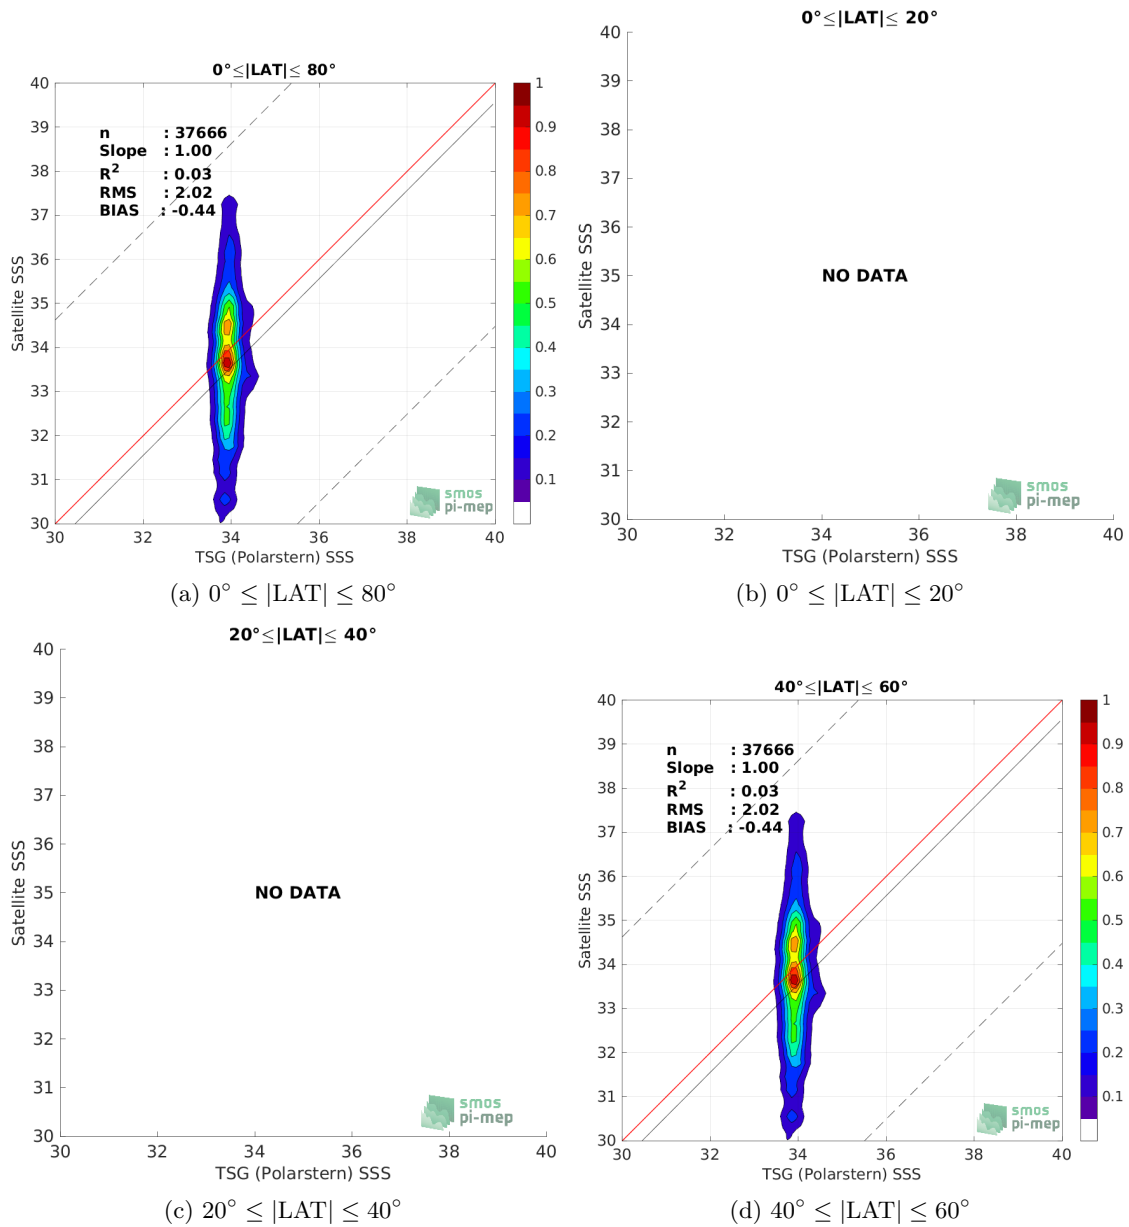 0°≤|LAT|≤ 80°
40
39
38
37
36
35
34
33
32
31
30
Satellite SSS
n : 37666
Slope : 1.00
R² : 0.03
RMS : 2.02
BIAS : -0.44
30 32 34 36 38 40
TSG (Polarstern) SSS
1
0.9
0.8
0.7
0.6
0.5
0.4
0.3
0.2
0.1
smos
pi-mep
(a) 0° ≤ |LAT| ≤ 80°
0°≤|LAT|≤ 20°
40
39
38
37
36
35
34
33
32
31
30
Satellite SSS
NO DATA
30 32 34 36 38 40
TSG (Polarstern) SSS
smos
pi-mep
(b) 0° ≤ |LAT| ≤ 20°
20°≤|LAT|≤ 40°
40
39
38
37
36
35
34
33
32
31
30
Satellite SSS
NO DATA
30 32 34 36 38 40
TSG (Polarstern) SSS
smos
pi-mep
(c) 20° ≤ |LAT| ≤ 40°
40°≤|LAT|≤ 60°
40
39
38
37
36
35
34
33
32
31
30
Satellite SSS
n : 37666
Slope : 1.00
R² : 0.03
RMS : 2.02
BIAS : -0.44
30 32 34 36 38 40
TSG (Polarstern) SSS
1
0.9
0.8
0.7
0.6
0.5
0.4
0.3
0.2
0.1
smos
pi-mep
(d) 40° ≤ |LAT| ≤ 60°